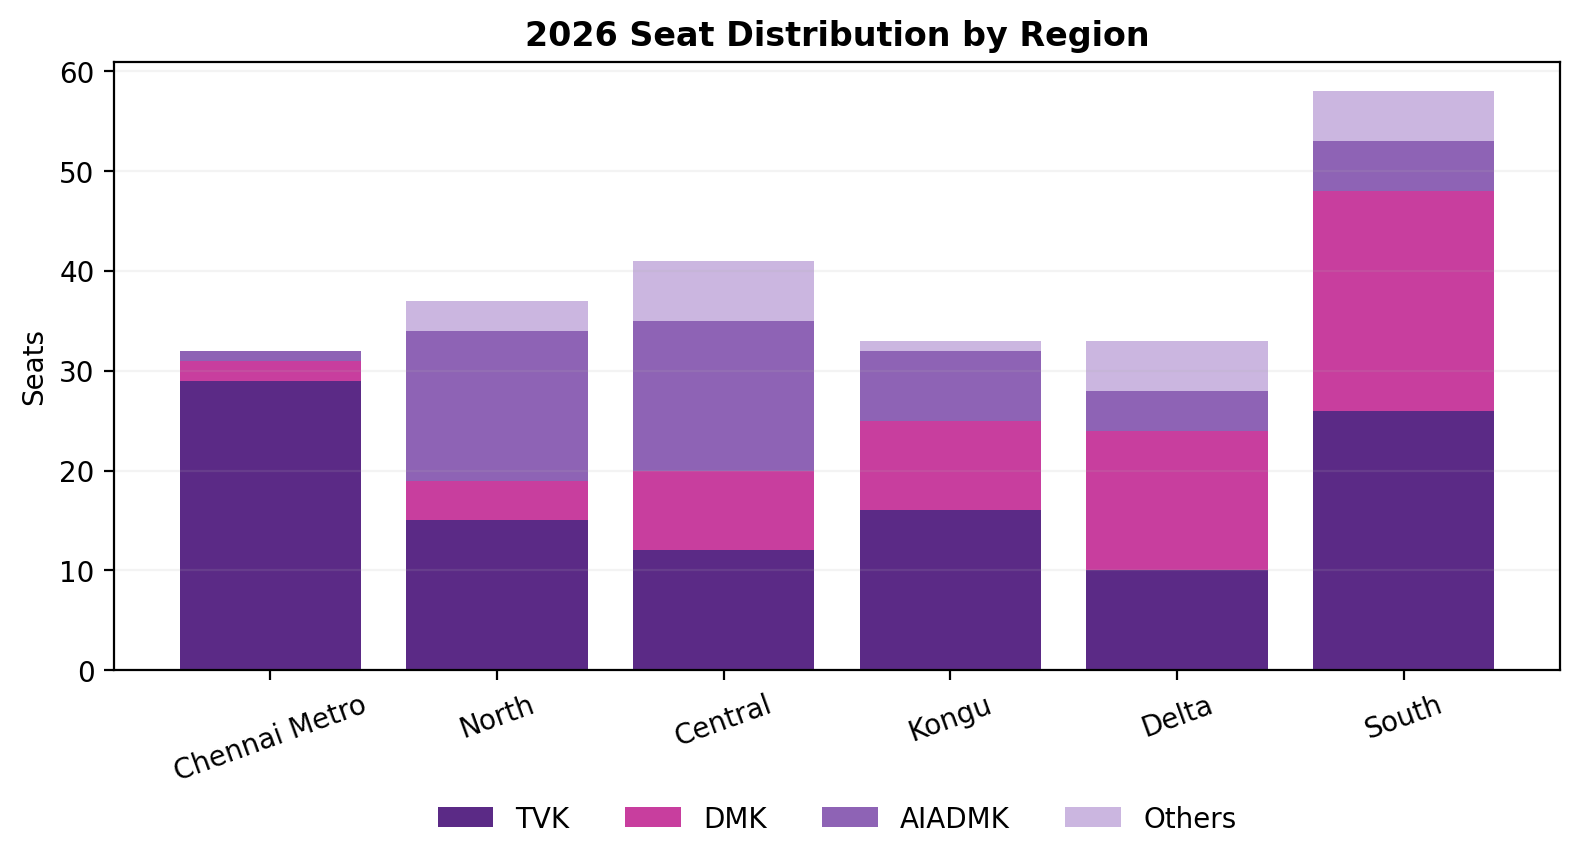 2026 Seat Distribution by Region
60
50
40
30
20
10
0
Seats
Chennai Metro
North
Central
Kongu
Delta
South
TVK
DMK
AIADMK
Others